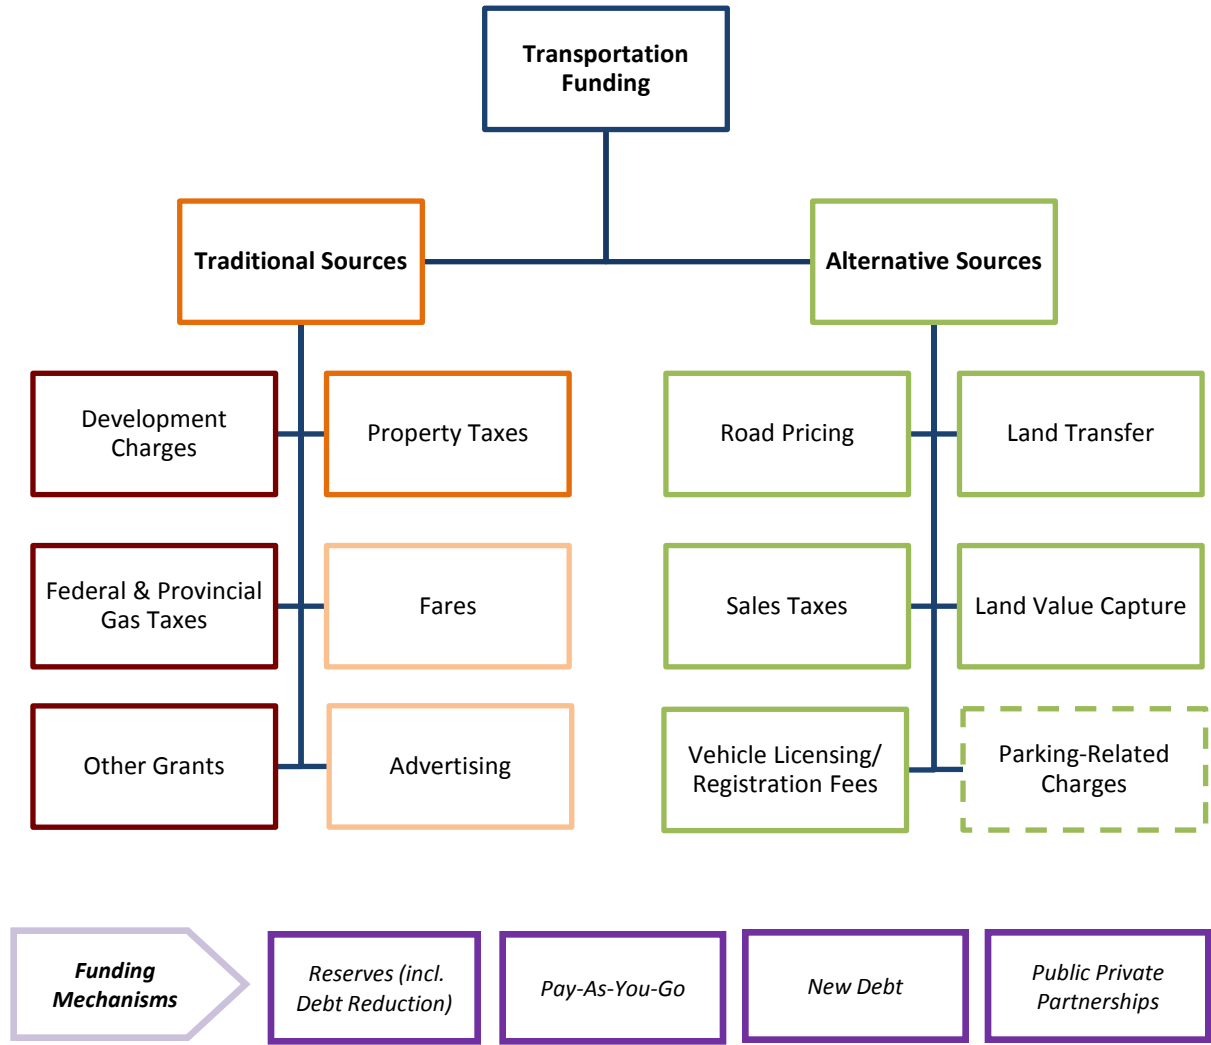 Transportation
Funding
Traditional Sources
Alternative Sources
Development
Charges
Property Taxes
Road Pricing
Land Transfer
Federal & Provincial
Gas Taxes
Fares
Sales Taxes
Land Value Capture
Other Grants
Advertising
Vehicle Licensing/
Registration Fees
Parking-Related
Charges
Funding
Mechanisms
Reserves (incl.
Debt Reduction)
Pay-As-You-Go
New Debt
Public Private
Partnerships